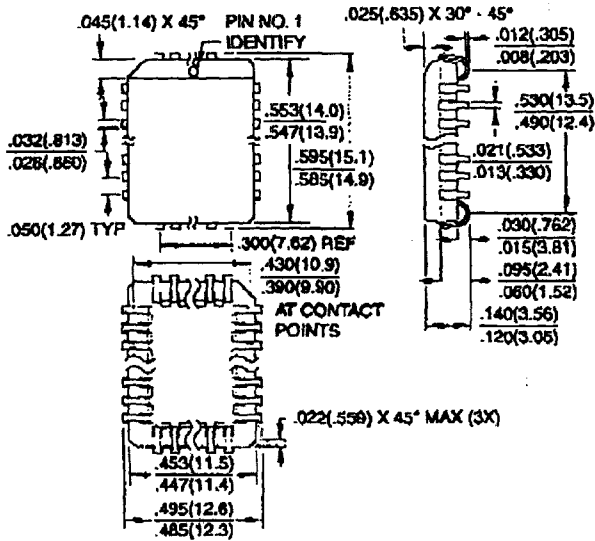 .045(1.14) X 45°
PIN NO. 1
IDENTIFY
.025(.635) X 30° - 45°
.012(.305)
.008(.203)
.553(14.0)
.547(13.9)
.595(15.1)
.585(14.9)
.530(13.5)
.490(12.4)
.032(.813)
.026(.660)
.021(.533)
.013(.330)
.050(1.27) TYP
.300(7.62) REF
.030(.762)
.015(3.81)
.430(10.9)
.390(9.90)
AT CONTACT
POINTS
.095(2.41)
.060(1.52)
.140(3.56)
.120(3.05)
.022(.559) X 45° MAX (3X)
.453(11.5)
.447(11.4)
.495(12.6)
.485(12.3)